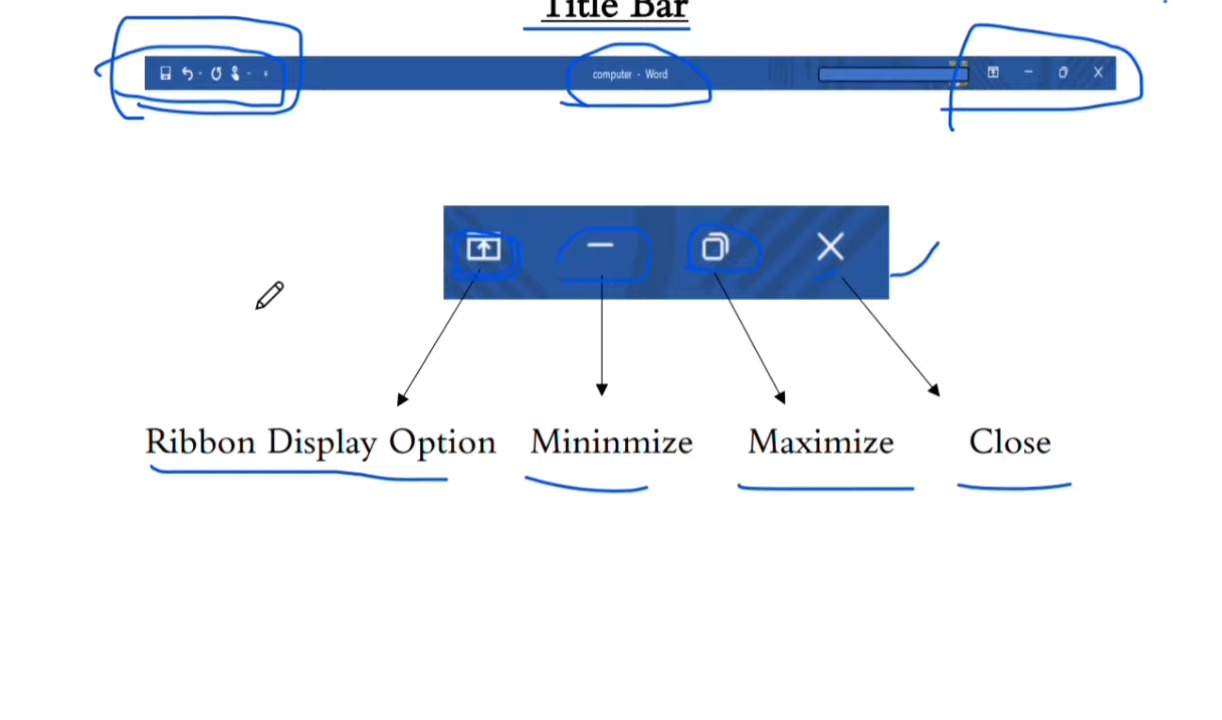 Title Bar
computer - Word
Ribbon Display Option Mininmize Maximize Close